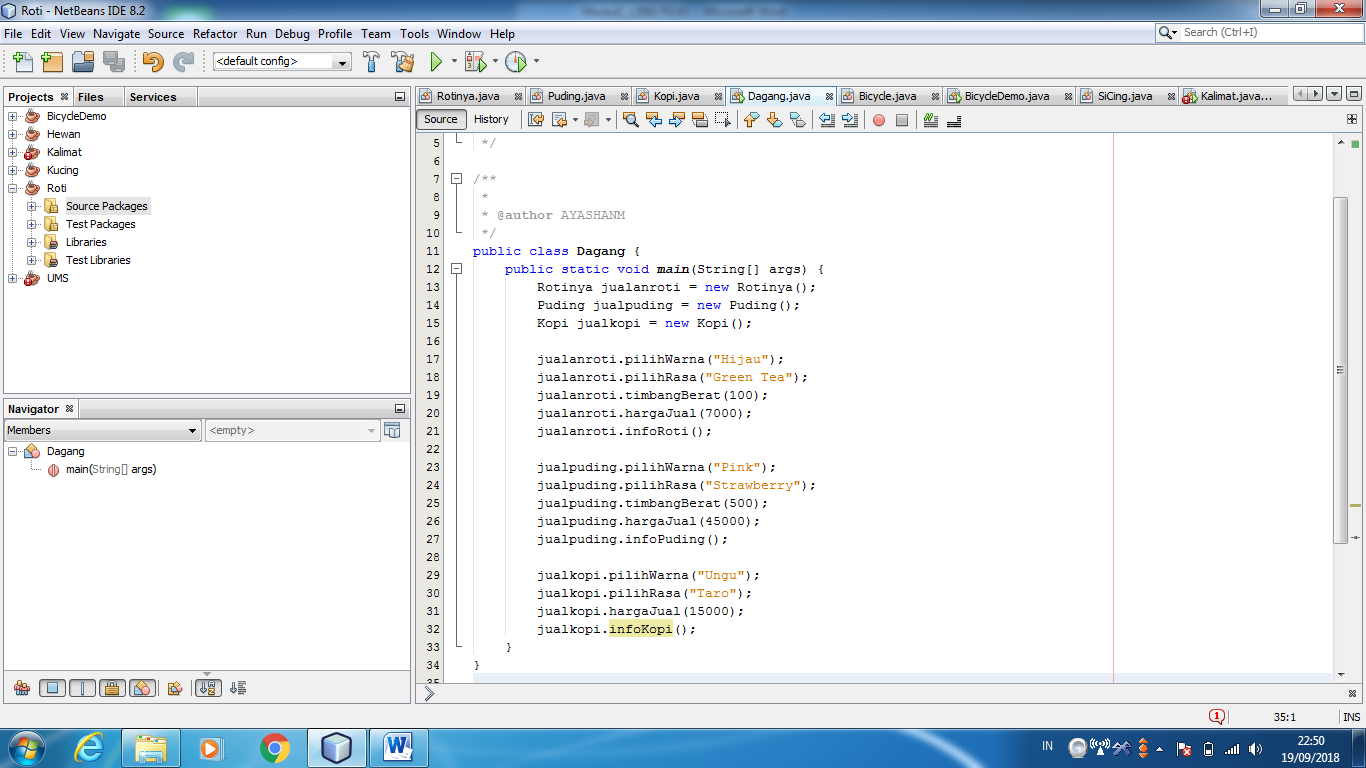 Roti - NetBeans IDE 8.2
File Edit View Navigate Source Refactor Run Debug Profile Team Tools Window Help
Search (Ctrl+I)
<default config>
Projects Files Services
BicycleDemo
Hewan
Kalimat
Kucing
Roti
Source Packages
Test Packages
Libraries
Test Libraries
UMS
Navigator
Members
<empty>
Dagang
main(String[] args)
Rotinya.java Puding.java Kopi.java Dagang.java Bicycle.java BicycleDemo.java SiCing.java Kalimat.java...
Source History
5 */
6
7 /**
8 *
9 * @author AYASHANM
10 */
11 public class Dagang {
12 public static void main(String[] args) {
13 Rotinya jualanroti = new Rotinya();
14 Puding jualpuding = new Puding();
15 Kopi jualkopi = new Kopi();
16
17 jualanroti.pilihWarna("Hijau");
18 jualanroti.pilihRasa("Green Tea");
19 jualanroti.timbangBerat(100);
20 jualanroti.hargaJual(7000);
21 jualanroti.infoRoti();
22
23 jualpuding.pilihWarna("Pink");
24 jualpuding.pilihRasa("Strawberry");
25 jualpuding.timbangBerat(500);
26 jualpuding.hargaJual(45000);
27 jualpuding.infoPuding();
28
29 jualkopi.pilihWarna("Ungu");
30 jualkopi.pilihRasa("Taro");
31 jualkopi.hargaJual(15000);
32 jualkopi.infoKopi();
33 }
34 }
35
1 35:1 INS
IN
22:50
19/09/2018